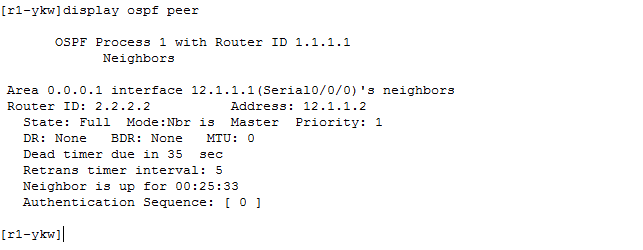 [r1-ykw]display ospf peer
OSPF Process 1 with Router ID 1.1.1.1
Neighbors
Area 0.0.0.1 interface 12.1.1.1(Serial0/0/0)'s neighbors
Router ID: 2.2.2.2 Address: 12.1.1.2
State: Full Mode:Nbr is Master Priority: 1
DR: None BDR: None MTU: 0
Dead timer due in 35 sec
Retrans timer interval: 5
Neighbor is up for 00:25:33
Authentication Sequence: [ 0 ]
[r1-ykw]